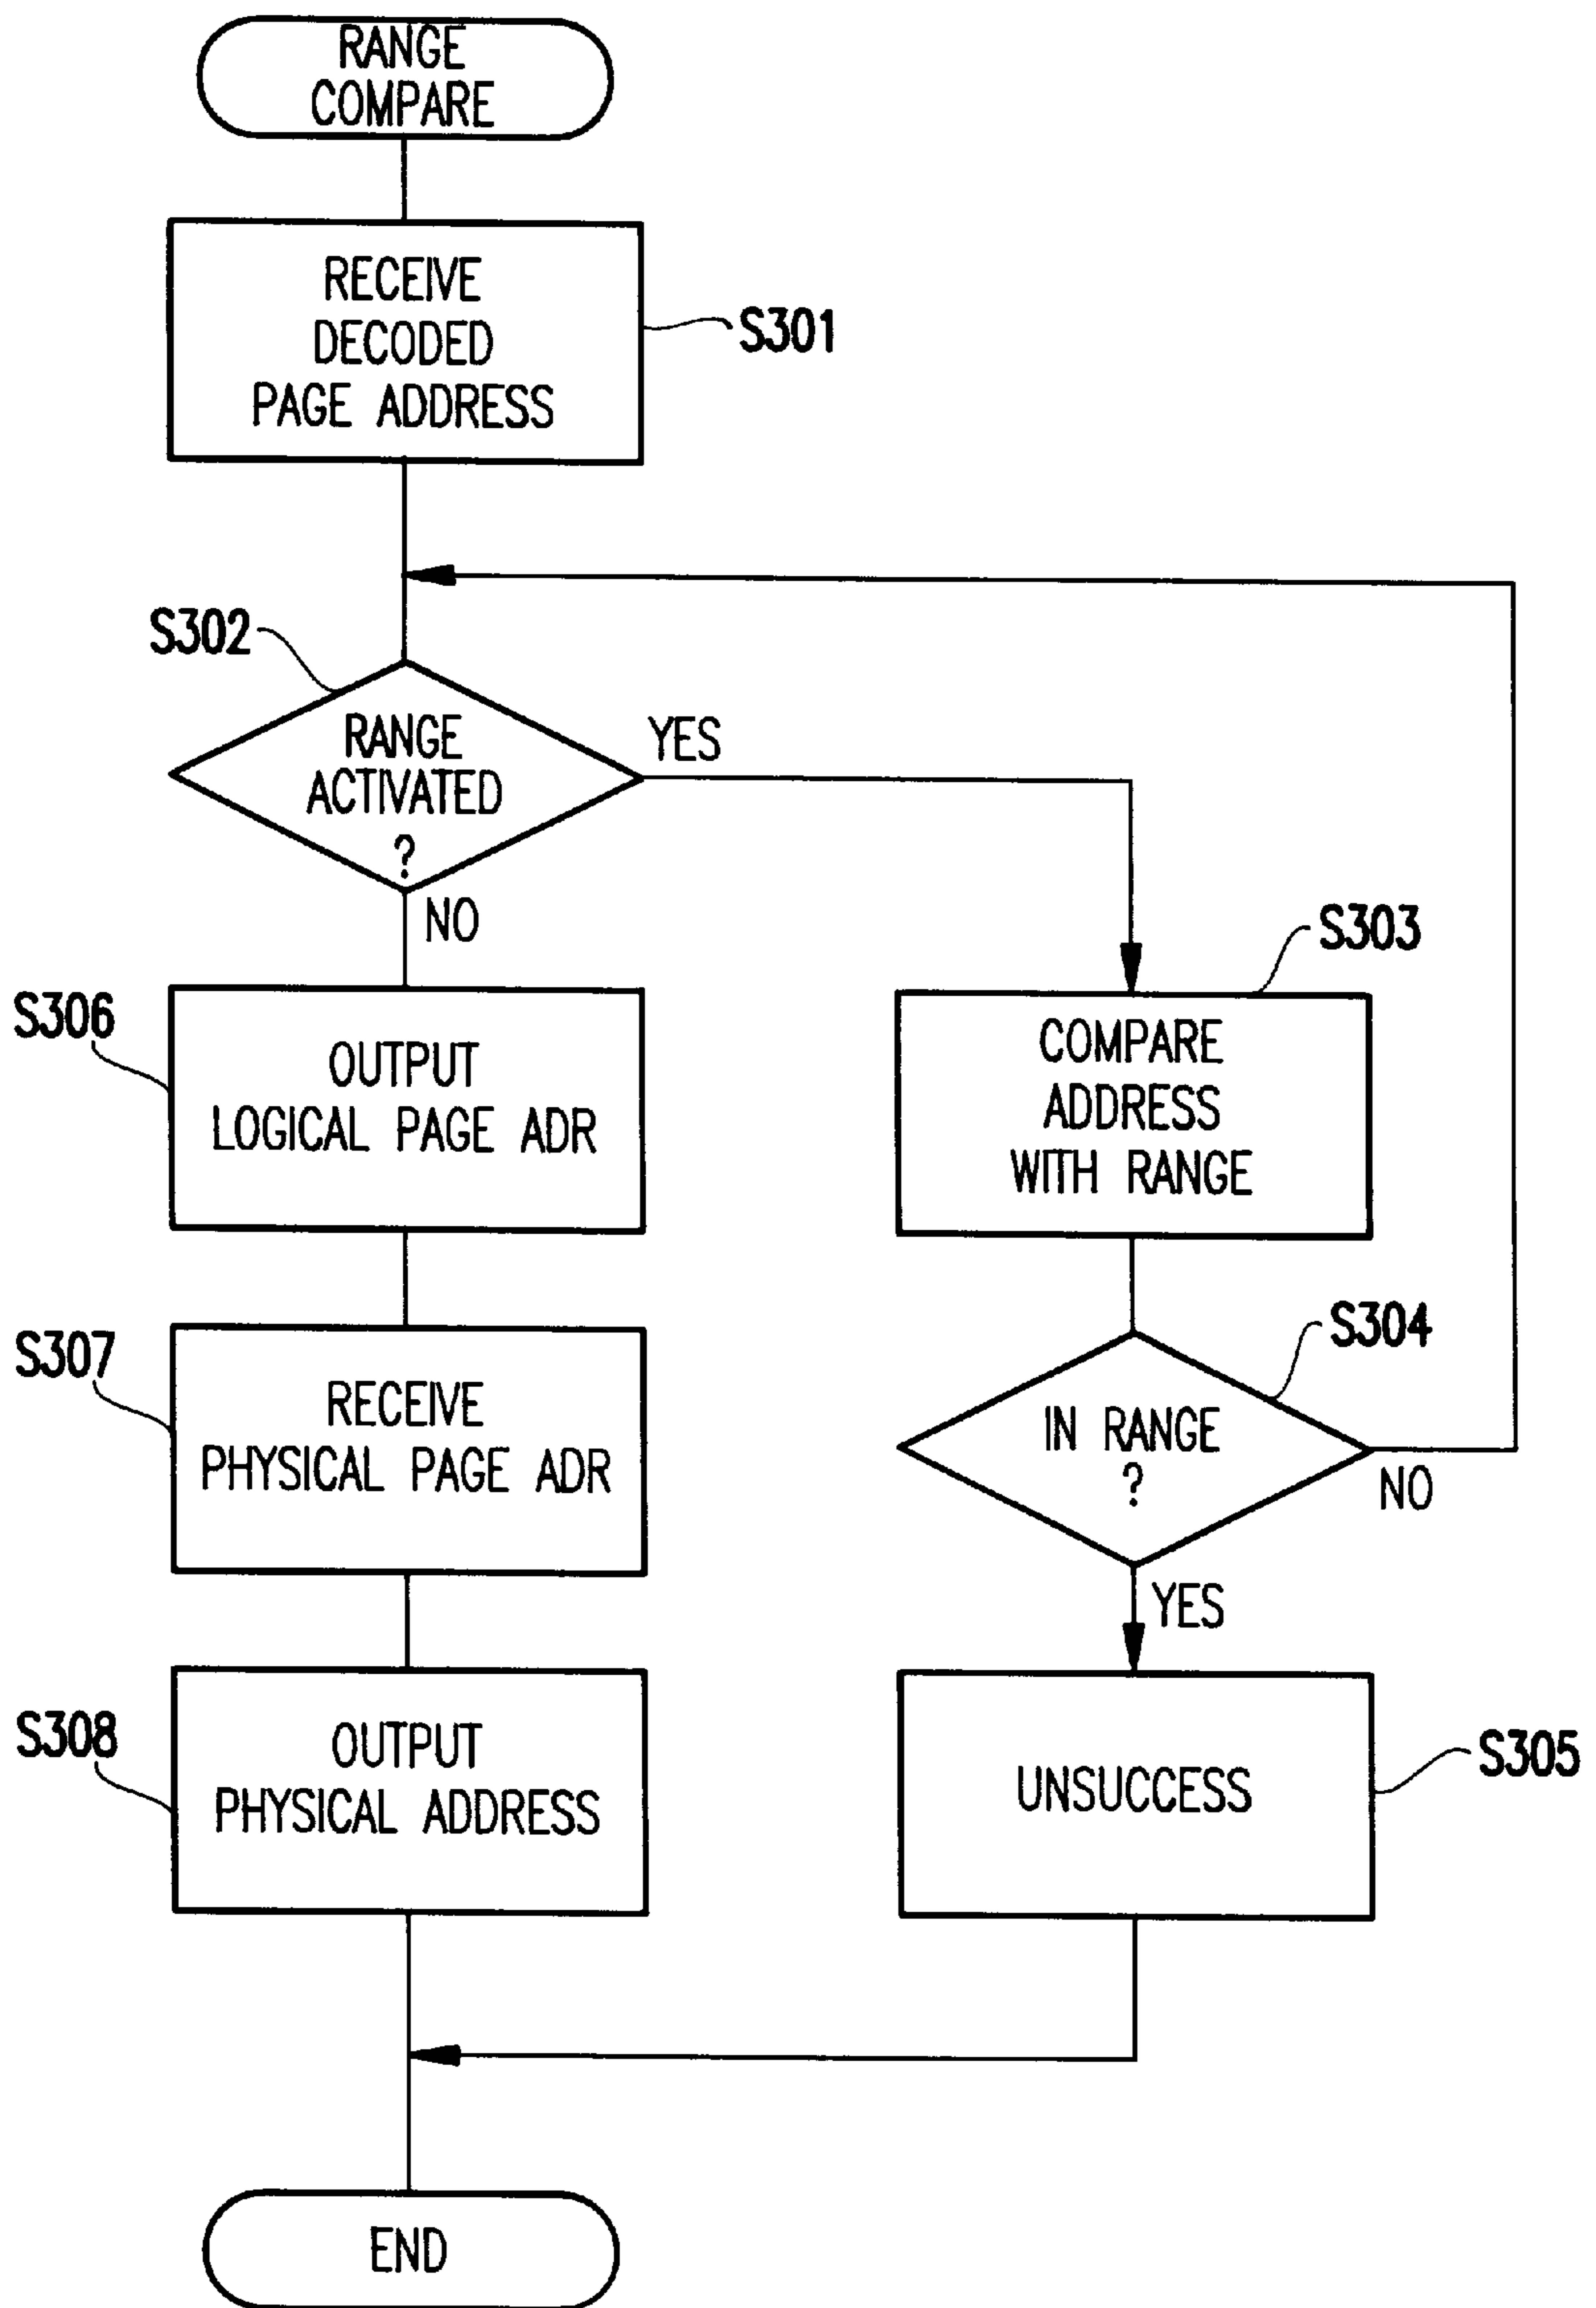 RANGE
COMPARE
RECEIVE
DECODED
PAGE ADDRESS
S301
S302
RANGE
ACTIVATED
?
YES
NO
S303
COMPARE
ADDRESS
WITH RANGE
S306
OUTPUT
LOGICAL PAGE ADR
S304
IN RANGE
?
NO
YES
S307
RECEIVE
PHYSICAL PAGE ADR
S308
OUTPUT
PHYSICAL ADDRESS
UNSUCCESS
S305
END